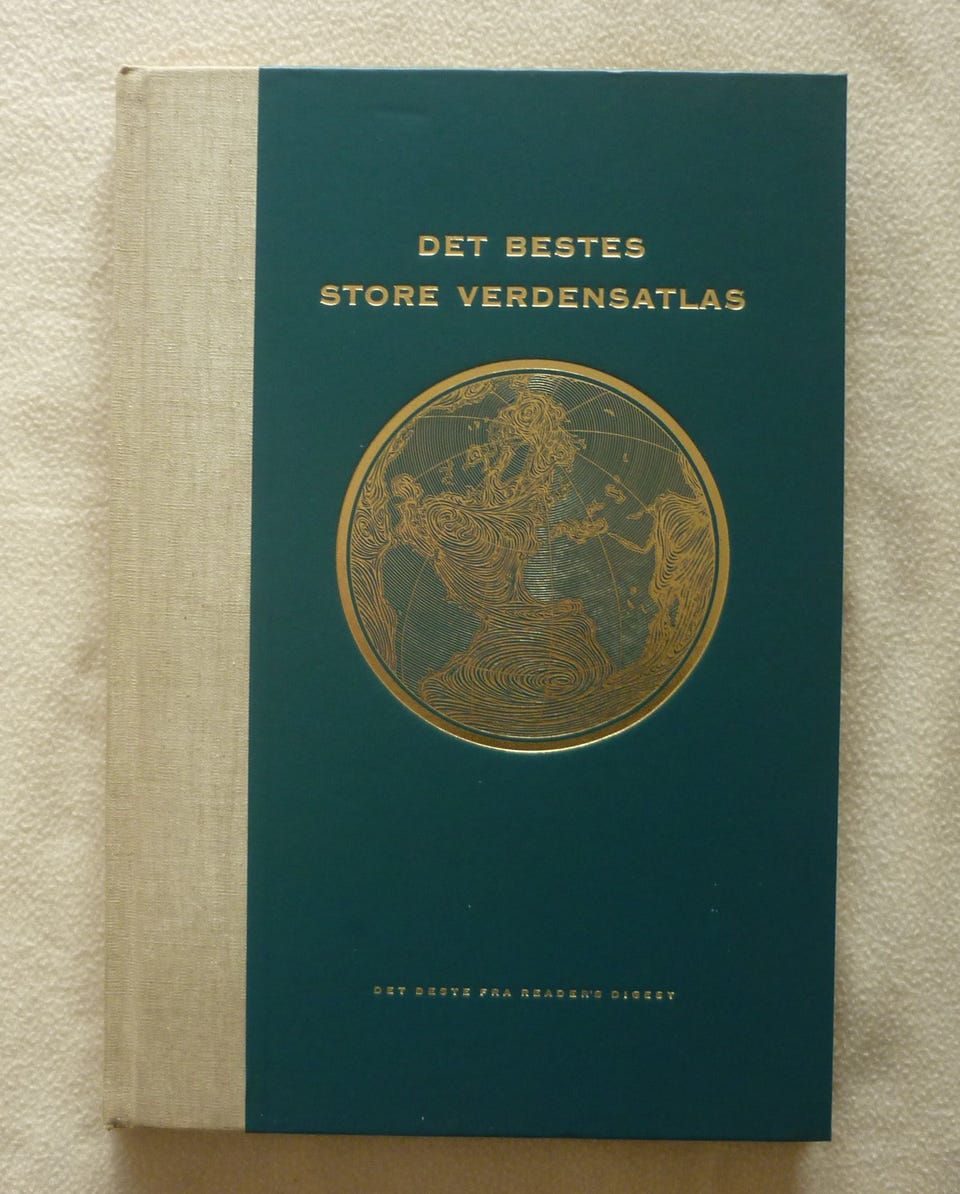 DET BESTES
STORE VERDENSATLAS
DET BESTE FRA READER'S DIGEST